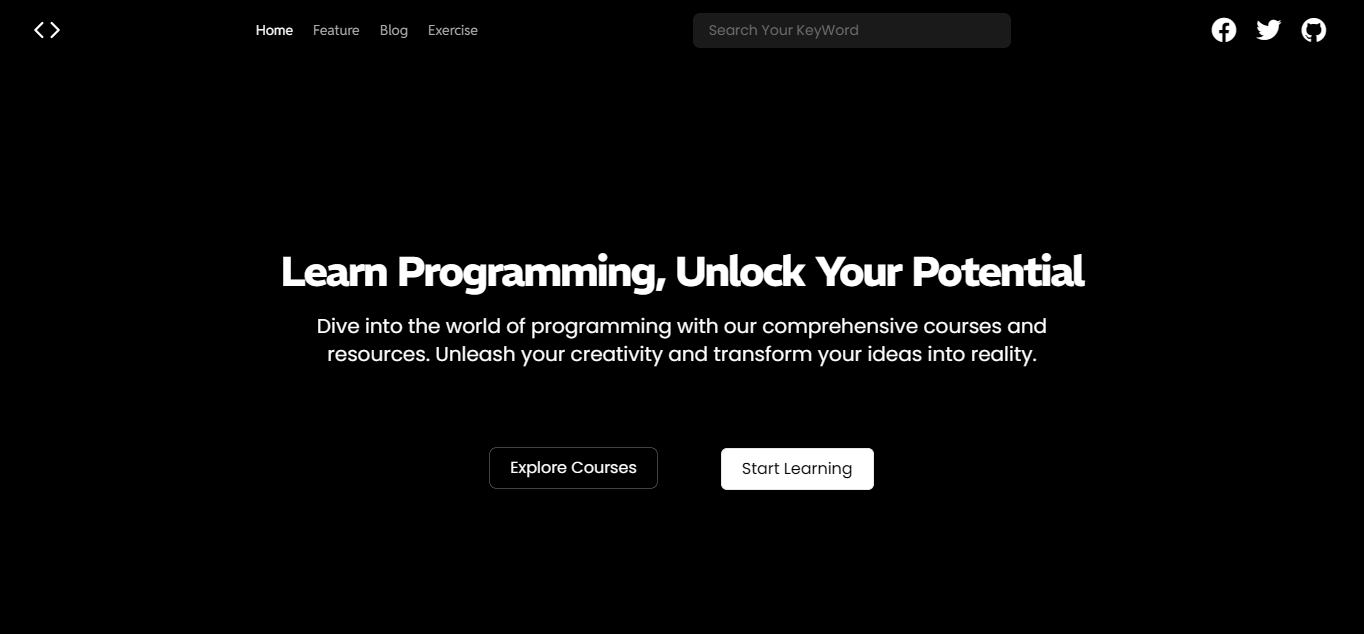 Home Feature Blog Exercise Search Your KeyWord
Learn Programming, Unlock Your Potential
Dive into the world of programming with our comprehensive courses and
resources. Unleash your creativity and transform your ideas into reality.
Explore Courses Start Learning